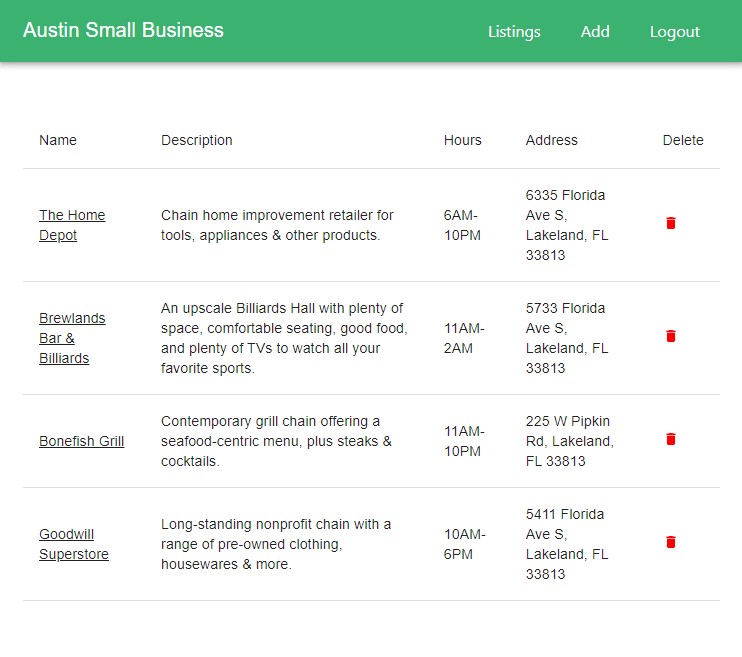 Austin Small Business
Listings Add Logout
Name Description Hours Address Delete
The Home
Depot
Chain home improvement retailer for
tools, appliances & other products.
6AM-
10PM
6335 Florida
Ave S,
Lakeland, FL
33813
Brewlands
Bar &
Billiards
An upscale Billiards Hall with plenty of
space, comfortable seating, good food,
and plenty of TVs to watch all your
favorite sports.
11AM-
2AM
5733 Florida
Ave S,
Lakeland, FL
33813
Bonefish Grill
Contemporary grill chain offering a
seafood-centric menu, plus steaks &
cocktails.
11AM-
10PM
225 W Pipkin
Rd, Lakeland,
FL 33813
Goodwill
Superstore
Long-standing nonprofit chain with a
range of pre-owned clothing,
housewares & more.
10AM-
6PM
5411 Florida
Ave S,
Lakeland, FL
33813